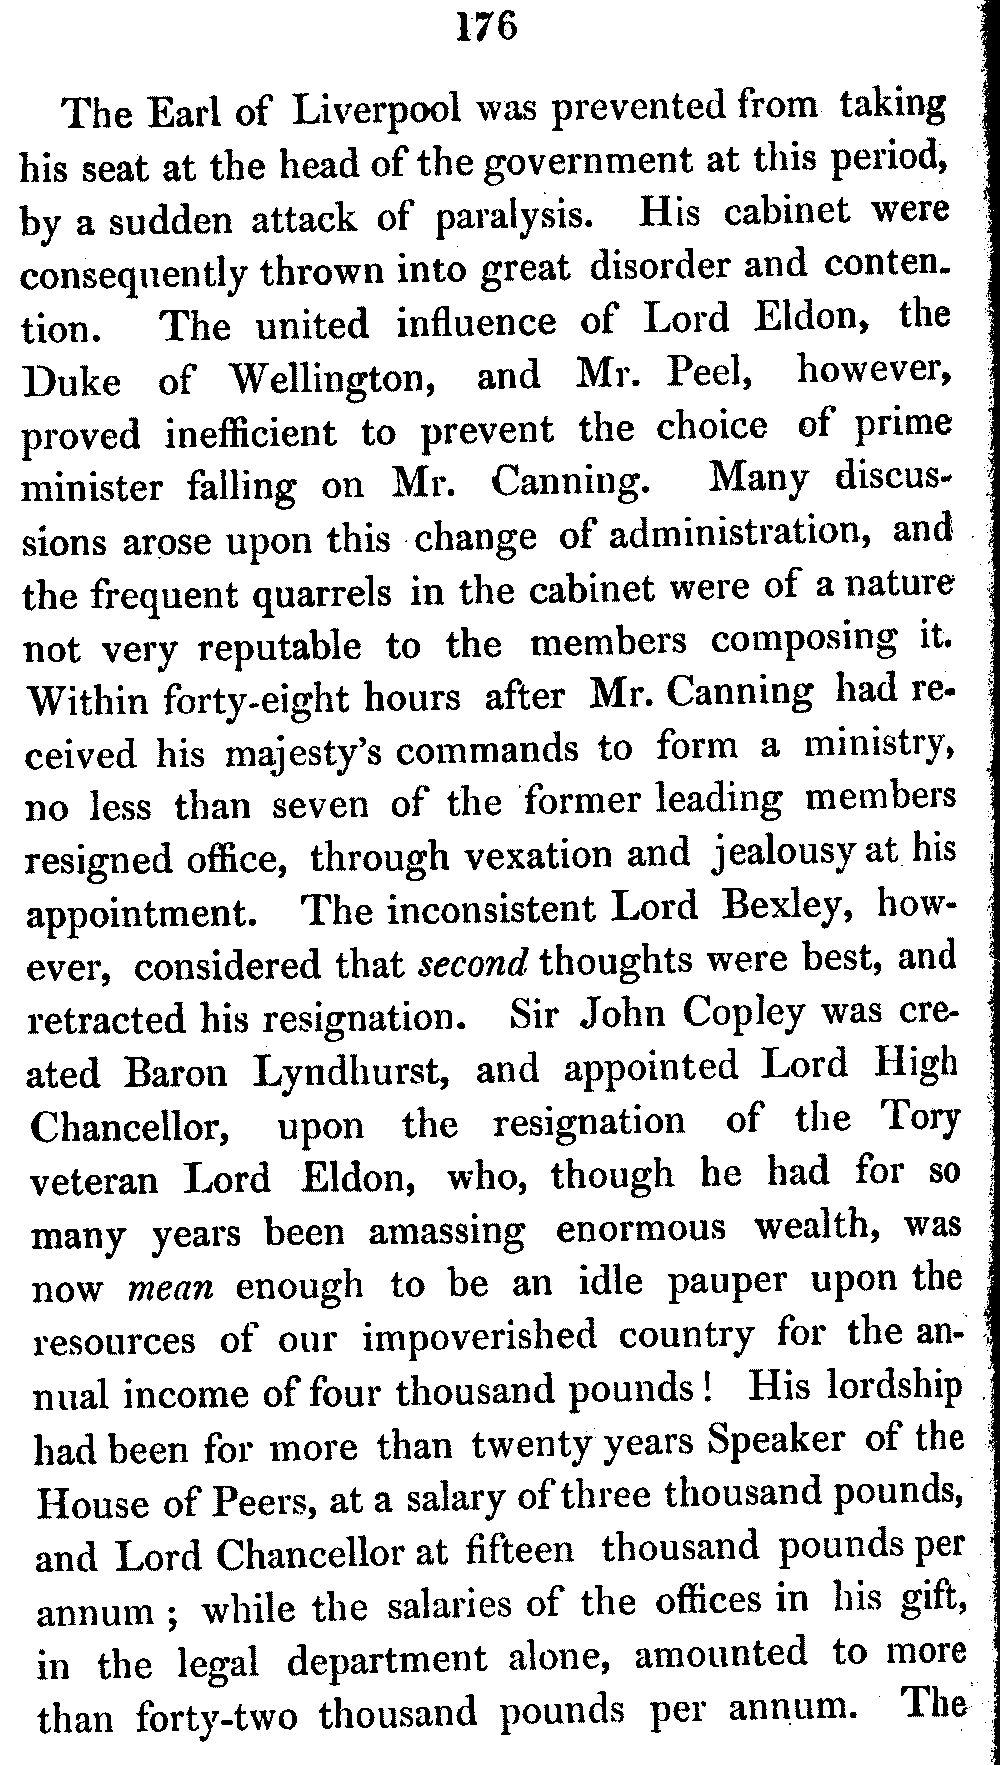 176
The Earl of Liverpool was prevented from taking
his seat at the head of the government at this period,
by a sudden attack of paralysis. His cabinet were
consequently thrown into great disorder and conten-
tion. The united influence of Lord Eldon, the
Duke of Wellington, and Mr. Peel, however,
proved inefficient to prevent the choice of prime
minister falling on Mr. Canning. Many discus-
sions arose upon this change of administration, and
the frequent quarrels in the cabinet were of a nature
not very reputable to the members composing it.
Within forty-eight hours after Mr. Canning had re-
ceived his majesty's commands to form a ministry,
no less than seven of the former leading members
resigned office, through vexation and jealousy at his
appointment. The inconsistent Lord Bexley, how-
ever, considered that second thoughts were best, and
retracted his resignation. Sir John Copley was cre-
ated Baron Lyndhurst, and appointed Lord High
Chancellor, upon the resignation of the Tory
veteran Lord Eldon, who, though he had for so
many years been amassing enormous wealth, was
now mean enough to be an idle pauper upon the
resources of our impoverished country for the an-
nual income of four thousand pounds! His lordship
had been for more than twenty years Speaker of the
House of Peers, at a salary of three thousand pounds,
and Lord Chancellor at fifteen thousand pounds per
annum ; while the salaries of the offices in his gift,
in the legal department alone, amounted to more
than forty-two thousand pounds per annum. The